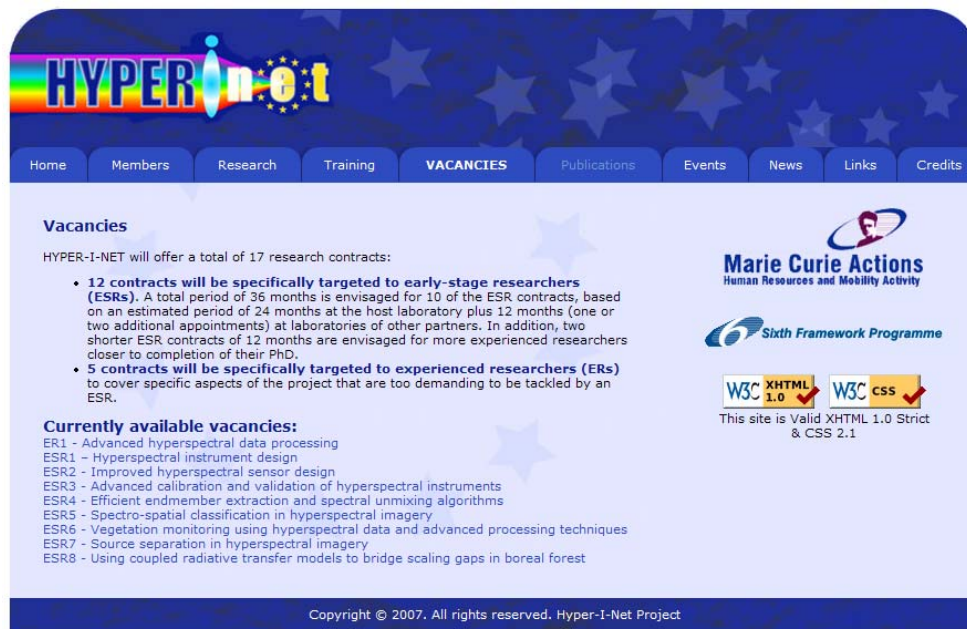 HYPER i net
Home Members Research Training VACANCIES Publications Events News Links Credits
Vacancies
HYPER-I-NET will offer a total of 17 research contracts:
• 12 contracts will be specifically targeted to early-stage researchers
(ESRs). A total period of 36 months is envisaged for 10 of the ESR contracts, based
on an estimated period of 24 months at the host laboratory plus 12 months (one or
two additional appointments) at laboratories of other partners. In addition, two
shorter ESR contracts of 12 months are envisaged for more experienced researchers
closer to completion of their PhD.
• 5 contracts will be specifically targeted to experienced researchers (ERs)
to cover specific aspects of the project that are too demanding to be tackled by an
ESR.
Currently available vacancies:
ER1 - Advanced hyperspectral data processing
ESR1 – Hyperspectral instrument design
ESR2 - Improved hyperspectral sensor design
ESR3 - Advanced calibration and validation of hyperspectral instruments
ESR4 - Efficient endmember extraction and spectral unmixing algorithms
ESR5 - Spectro-spatial classification in hyperspectral imagery
ESR6 - Vegetation monitoring using hyperspectral data and advanced processing techniques
ESR7 - Source separation in hyperspectral imagery
ESR8 - Using coupled radiative transfer models to bridge scaling gaps in boreal forest
Marie Curie Actions
Human Resources and Mobility Activity
6 Sixth Framework Programme
W3C XHTML 1.0 W3C CSS
This site is Valid XHTML 1.0 Strict
& CSS 2.1
Copyright © 2007. All rights reserved. Hyper-I-Net Project